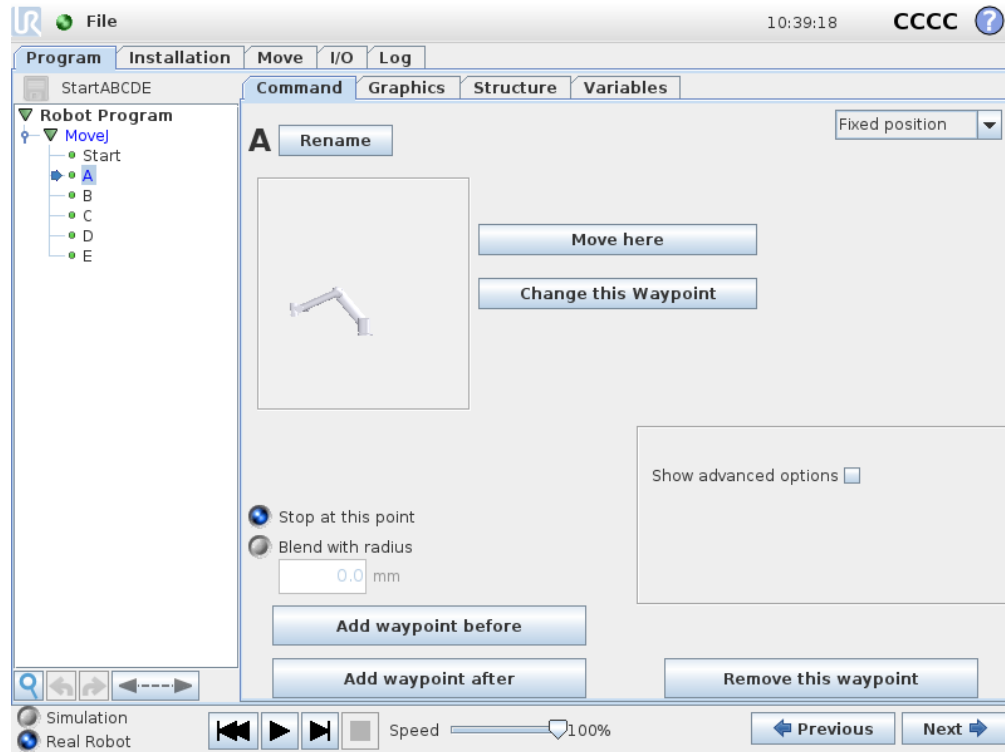 UR File 10:39:18 CCCC ?
Program Installation Move I/O Log
StartABCDE
Command Graphics Structure Variables
Robot Program
MoveJ
Start
A
B
C
D
E
A Rename
Fixed position
Move here
Change this Waypoint
Show advanced options
Stop at this point
Blend with radius
0.0 mm
Add waypoint before
Add waypoint after
Remove this waypoint
Simulation
Real Robot
Speed 100%
Previous Next